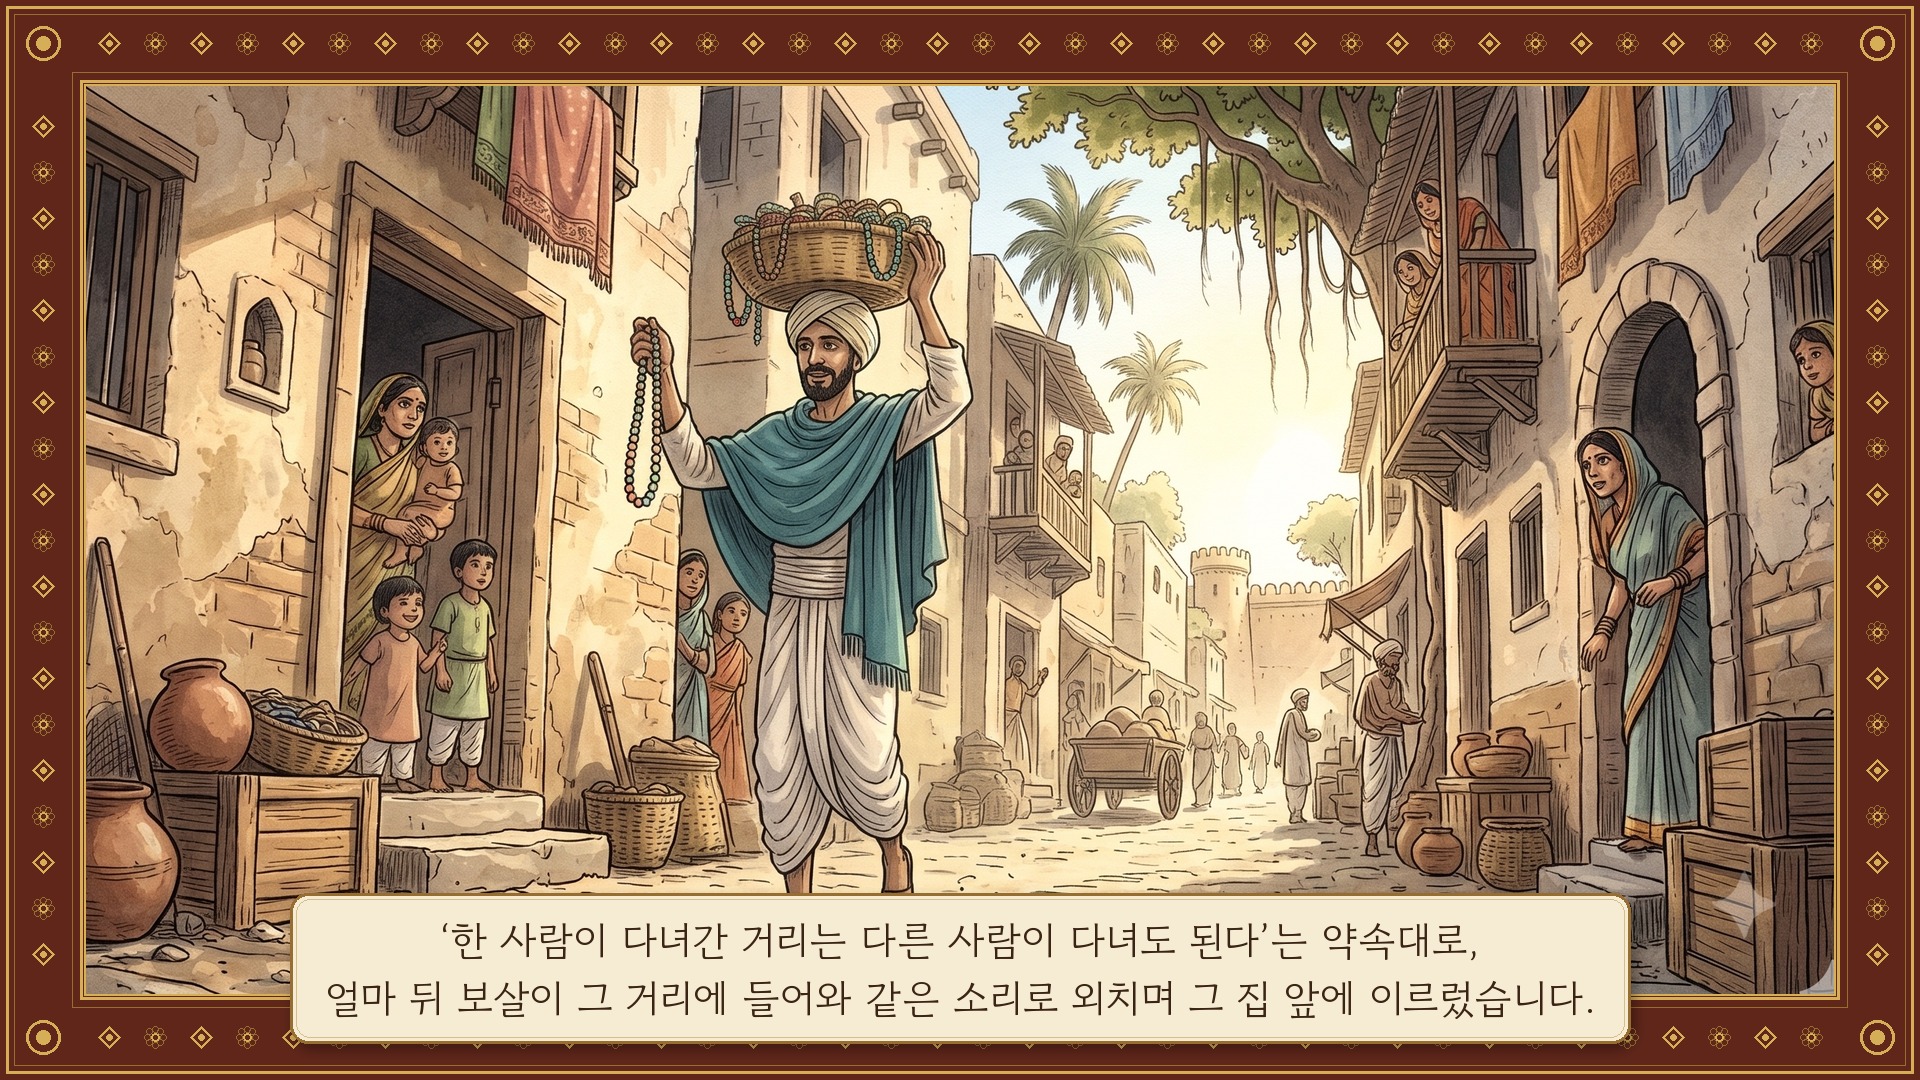 ‘한 사람이 다녀간 거리는 다른 사람이 다녀도 된다’는 약속대로,
얼마 뒤 보살이 그 거리에 들어와 같은 소리로 외치며 그 집 앞에 이르렀습니다.